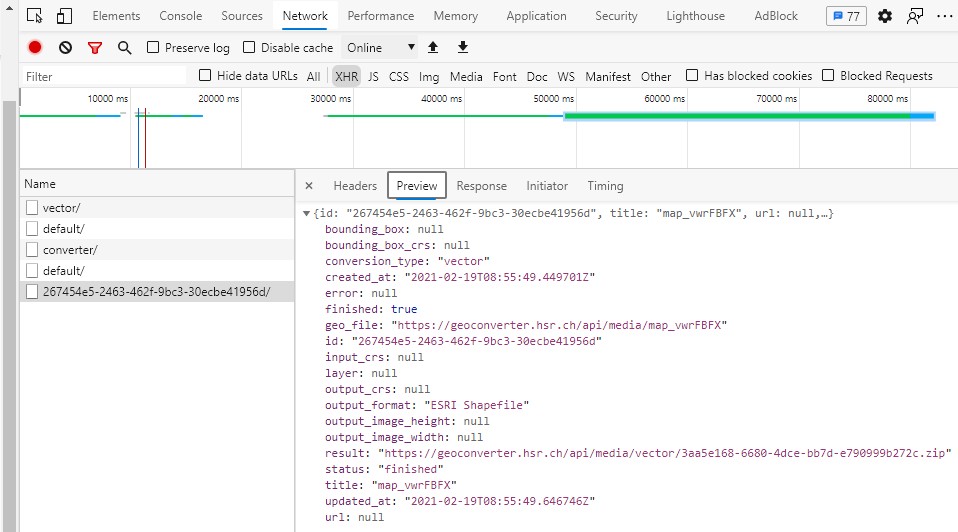 Elements Console Sources Network Performance Memory Application Security Lighthouse AdBlock 77
Preserve log Disable cache Online
Filter Hide data URLs All XHR JS CSS Img Media Font Doc WS Manifest Other Has blocked cookies Blocked Requests
10000 ms 20000 ms 30000 ms 40000 ms 50000 ms 60000 ms 70000 ms 80000 ms
Name
vector/
default/
converter/
default/
267454e5-2463-462f-9bc3-30ecbe41956d/
Headers Preview Response Initiator Timing
{id: "267454e5-2463-462f-9bc3-30ecbe41956d", title: "map_vwrFBFX", url: null,…}
bounding_box: null
bounding_box_crs: null
conversion_type: "vector"
created_at: "2021-02-19T08:55:49.449701Z"
error: null
finished: true
geo_file: "https://geoconverter.hsr.ch/api/media/map_vwrFBFX"
id: "267454e5-2463-462f-9bc3-30ecbe41956d"
input_crs: null
layer: null
output_crs: null
output_format: "ESRI Shapefile"
output_image_height: null
output_image_width: null
result: "https://geoconverter.hsr.ch/api/media/vector/3aa5e168-6680-4dce-bb7d-e790999b272c.zip"
status: "finished"
title: "map_vwrFBFX"
updated_at: "2021-02-19T08:55:49.646746Z"
url: null